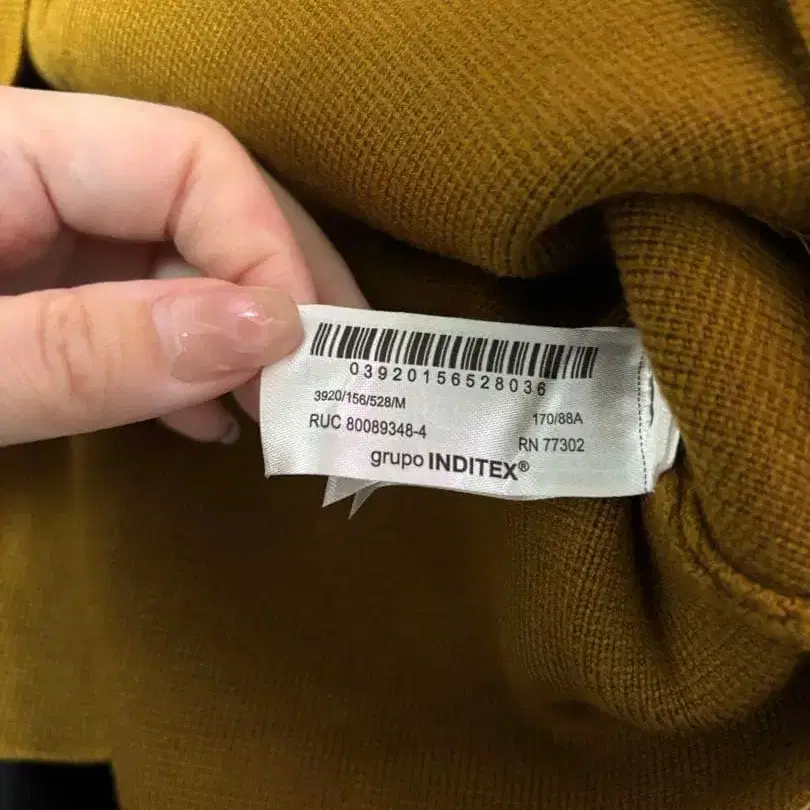 03920156528036
3920/156/528/M
170/88A
RUC 80089348-4
RN 77302
grupo INDITEX®